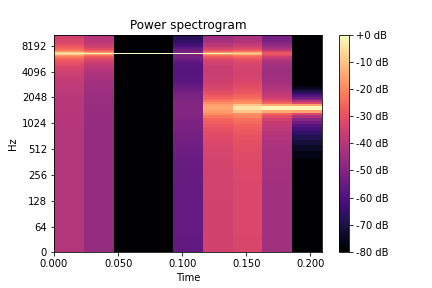 Power spectrogram
8192
4096
2048
1024
512
256
128
64
0
Hz
0.000 0.050 0.100 0.150 0.200
Time
+0 dB
-10 dB
-20 dB
-30 dB
-40 dB
-50 dB
-60 dB
-70 dB
-80 dB